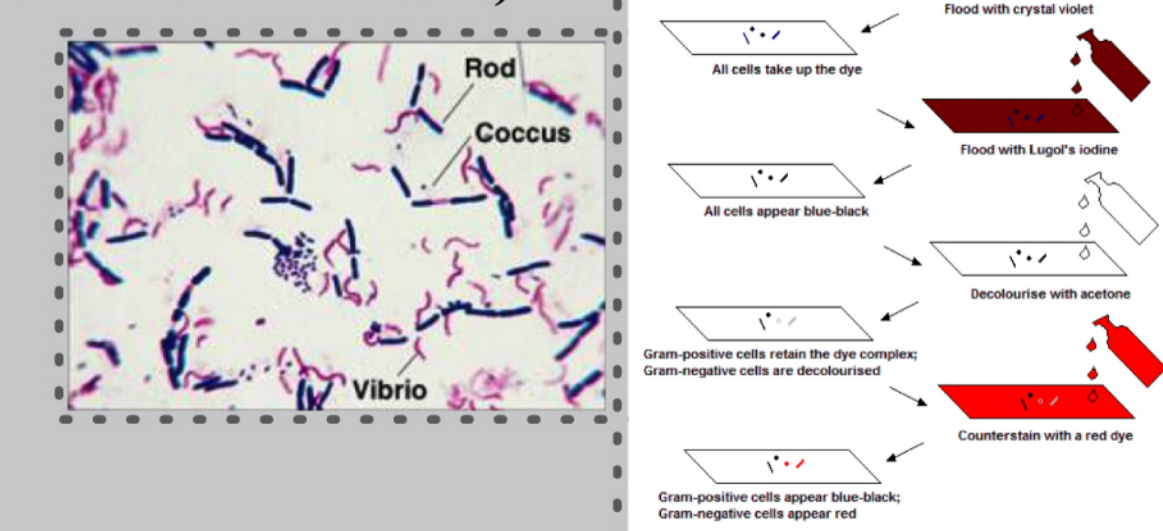 Rod
Coccus
Vibrio
Flood with crystal violet
All cells take up the dye
Flood with Lugol's iodine
All cells appear blue-black
Decolourise with acetone
Gram-positive cells retain the dye complex;
Gram-negative cells are decolourised
Counterstain with a red dye
Gram-positive cells appear blue-black;
Gram-negative cells appear red